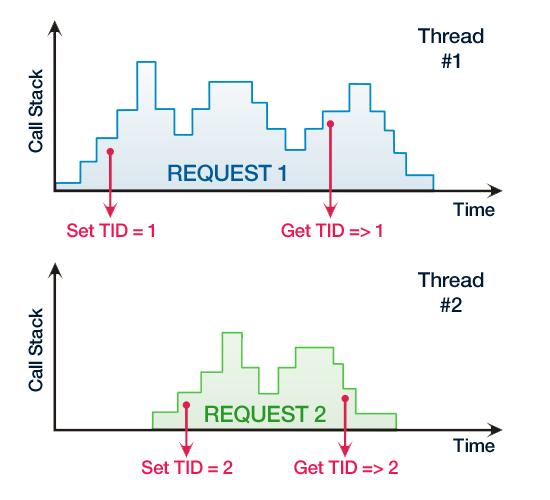 Thread
#1
Call Stack
REQUEST 1
Time
Set TID = 1
Get TID => 1
Thread
#2
Call Stack
REQUEST 2
Time
Set TID = 2
Get TID => 2